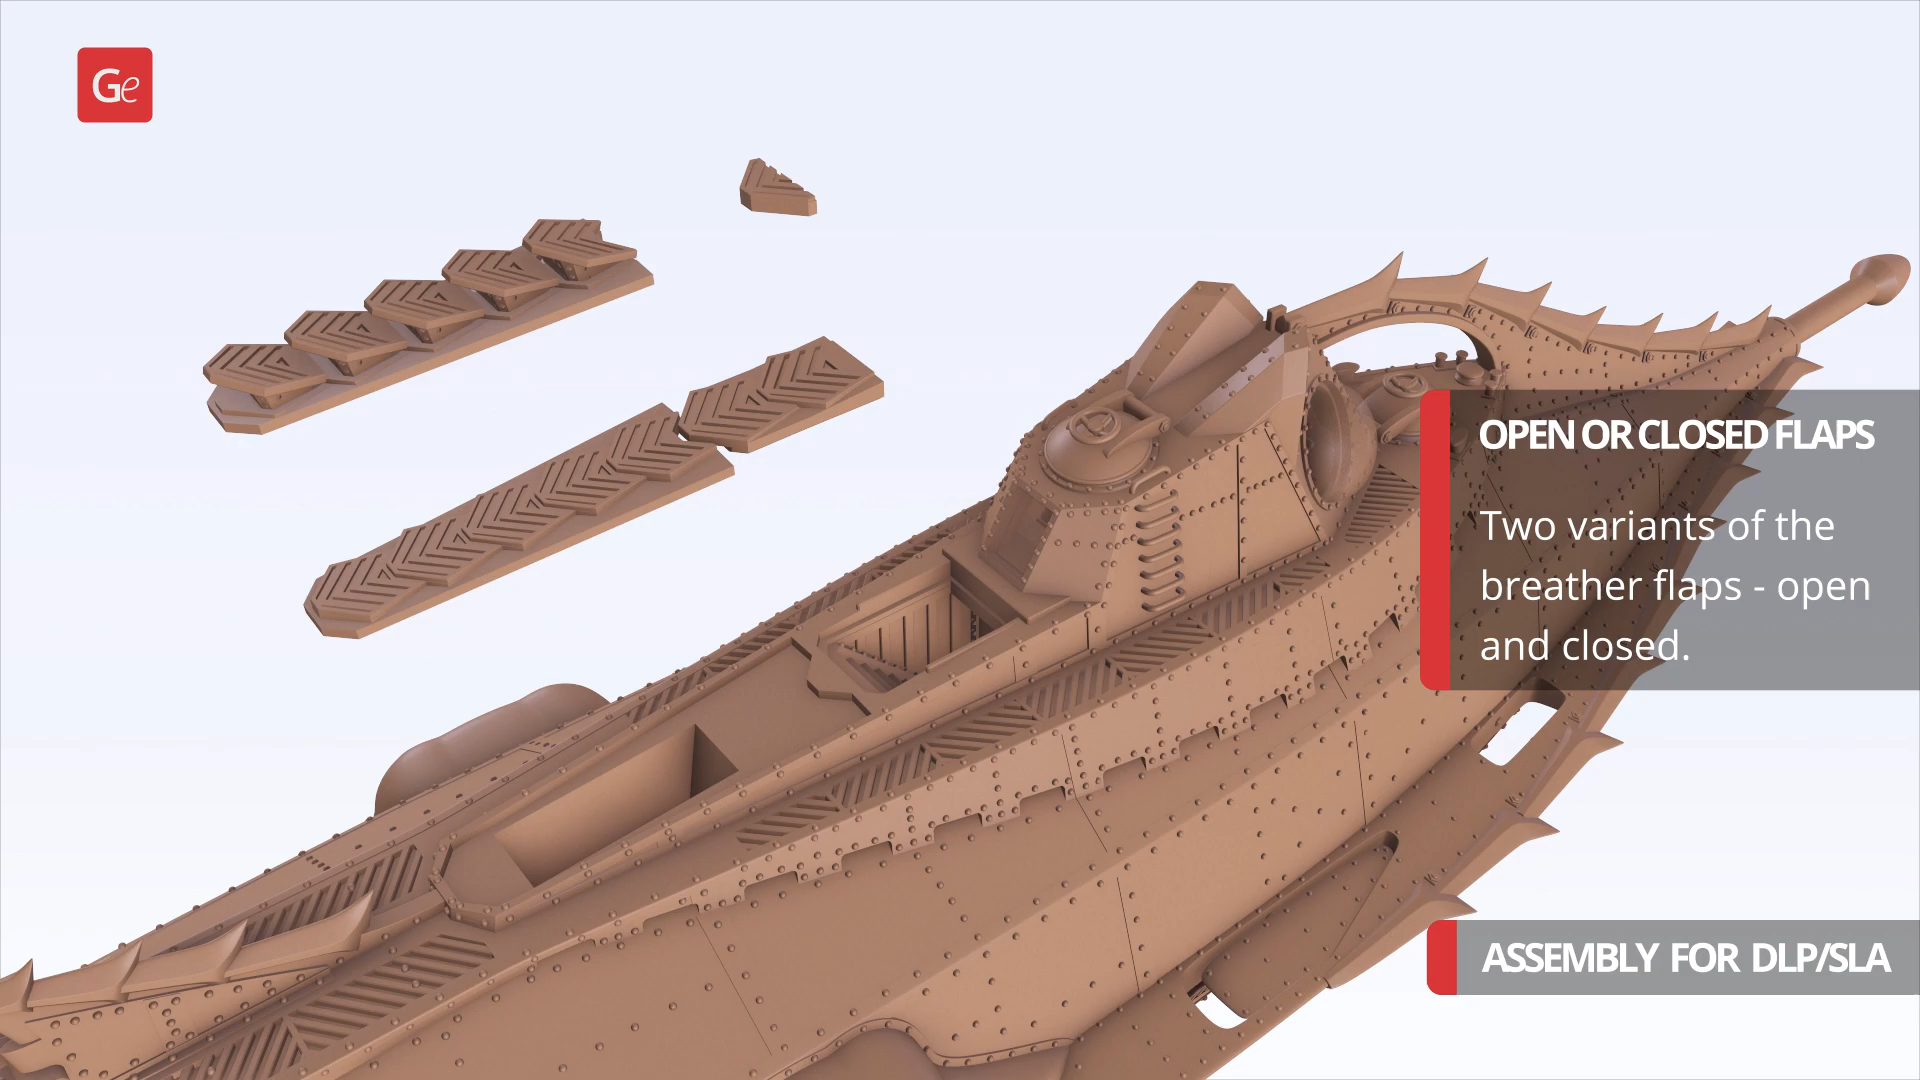 Ge
OPEN OR CLOSED FLAPS
Two variants of the
breather flaps - open
and closed.
ASSEMBLY FOR DLP/SLA